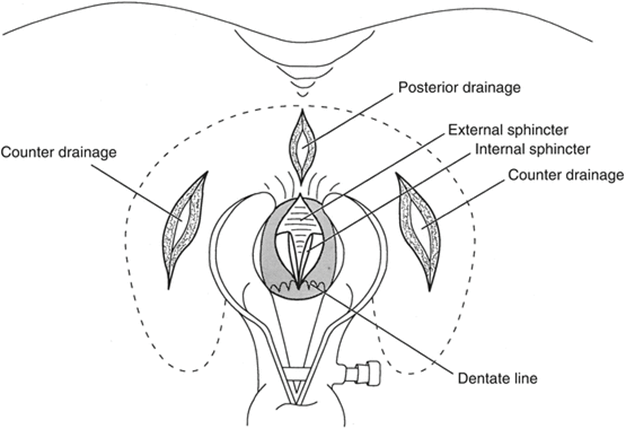 Posterior drainage
External sphincter
Internal sphincter
Counter drainage
Counter drainage
Dentate line